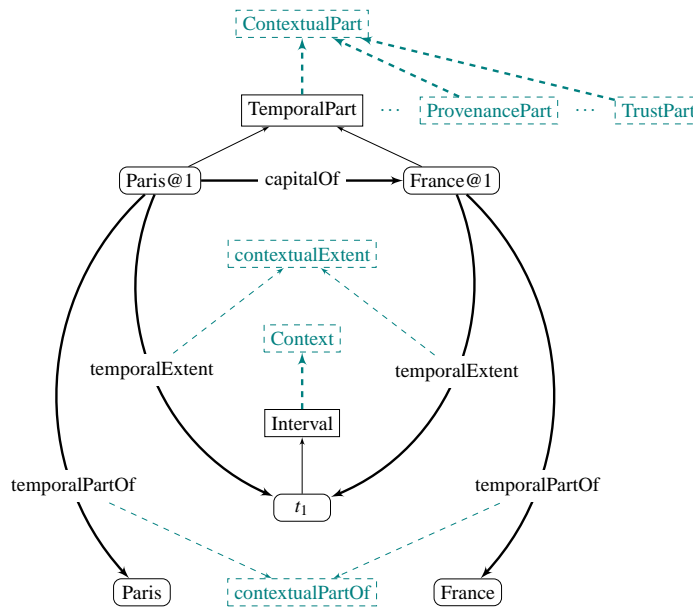 ContextualPart
TemporalPart ... ProvenancePart ... TrustPart
Paris@1 capitalOf France@1
contextualExtent
Context
temporalExtent temporalExtent
Interval
temporalPartOf temporalPartOf
t₁
Paris contextualPartOf France